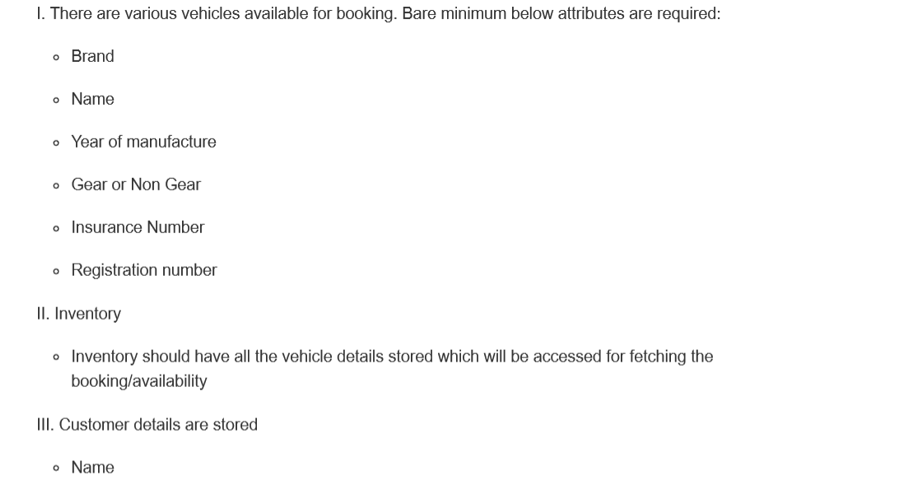 I. There are various vehicles available for booking. Bare minimum below attributes are required:
Brand
Name
Year of manufacture
Gear or Non Gear
Insurance Number
Registration number
II. Inventory
Inventory should have all the vehicle details stored which will be accessed for fetching the
booking/availability
III. Customer details are stored
Name